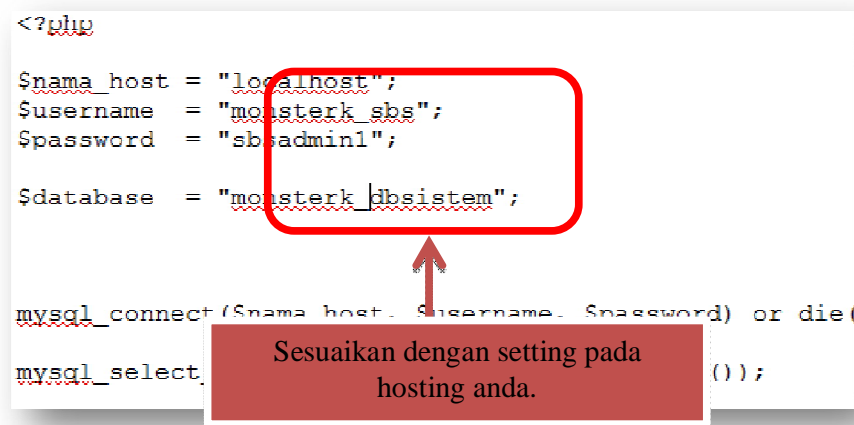 <?php
$nama_host = "localhost";
$username  = "monsterk_sbs";
$password  = "sbsadmin1";
$database  = "monsterk_dbsistem";
mysql_connect($nama_host, $username, $password) or die(
mysql_select_ ());
Sesuaikan dengan setting pada
hosting anda.